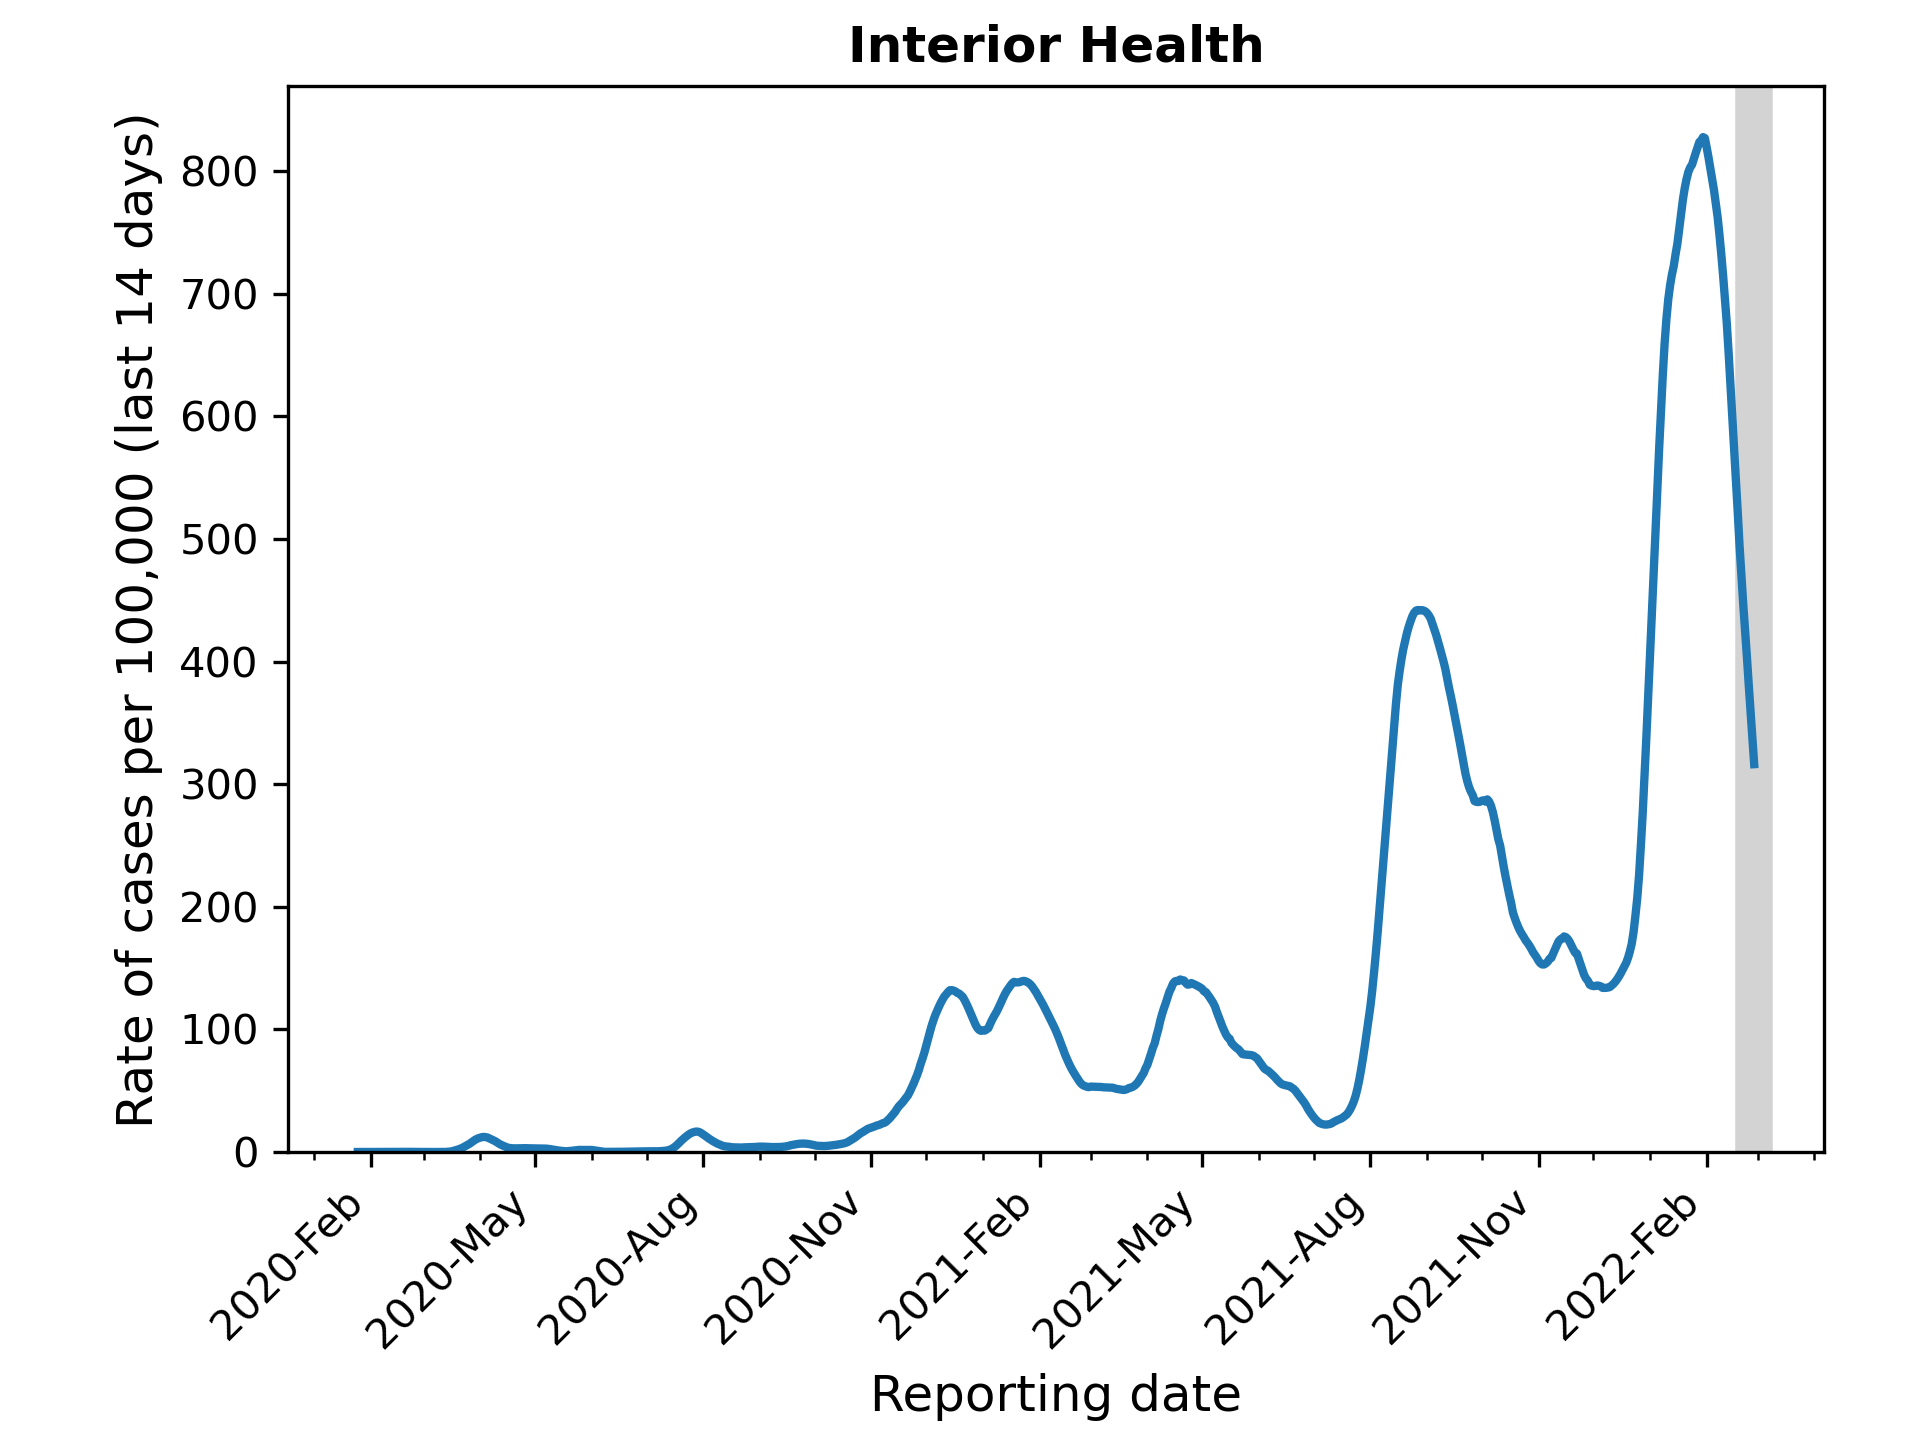 Interior Health
Rate of cases per 100,000 (last 14 days)
800
700
600
500
400
300
200
100
0
2020-Feb
2020-May
2020-Aug
2020-Nov
2021-Feb
2021-May
2021-Aug
2021-Nov
2022-Feb
Reporting date